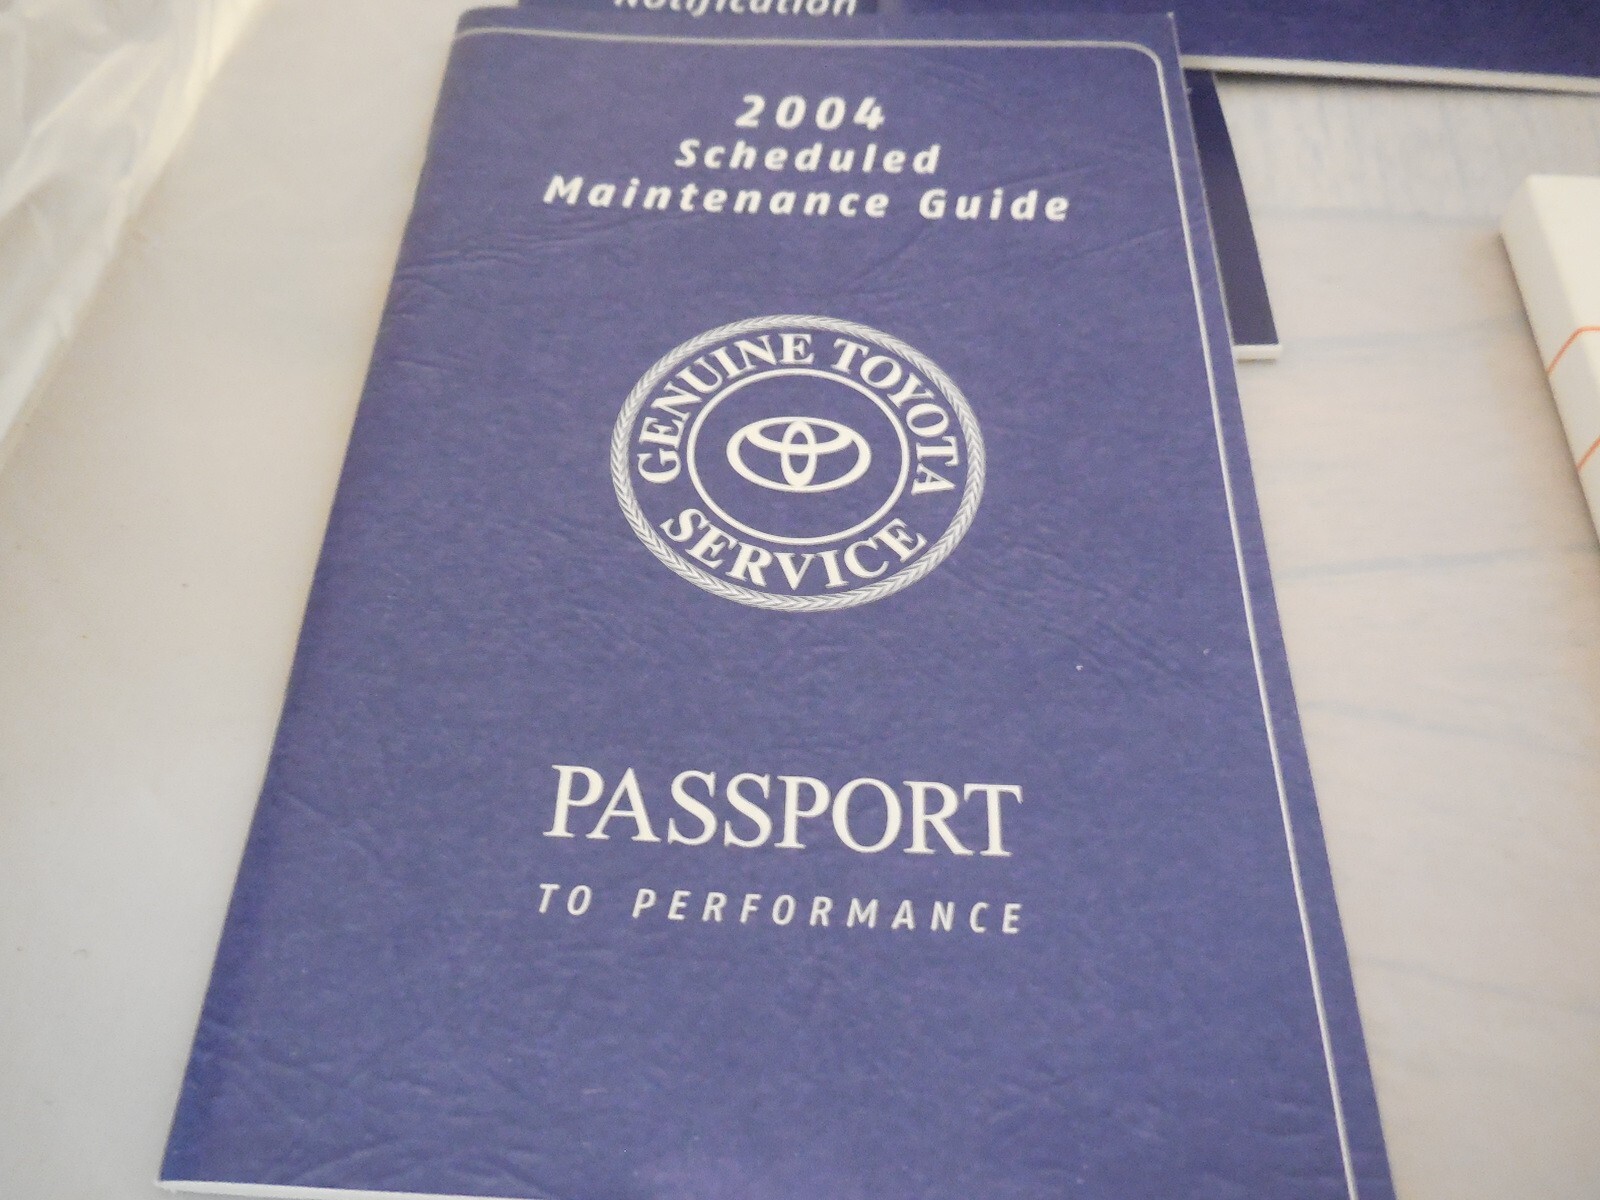 Notification
2004
Scheduled
Maintenance Guide
GENUINE TOYOTA
SERVICE
PASSPORT
TO PERFORMANCE